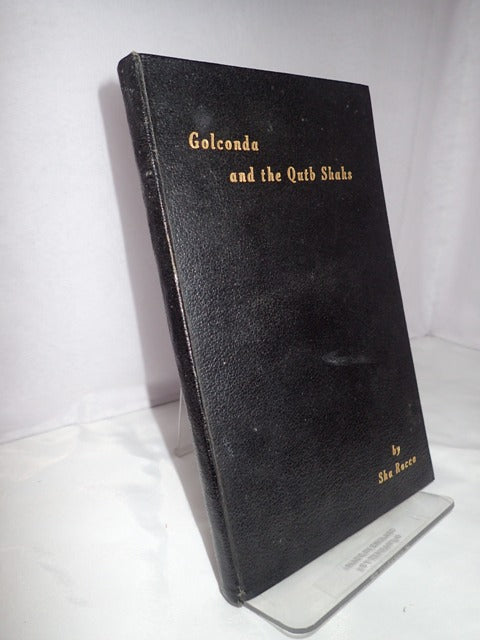 Golconda
and the Qutb Shahs
by
Sha Rocco